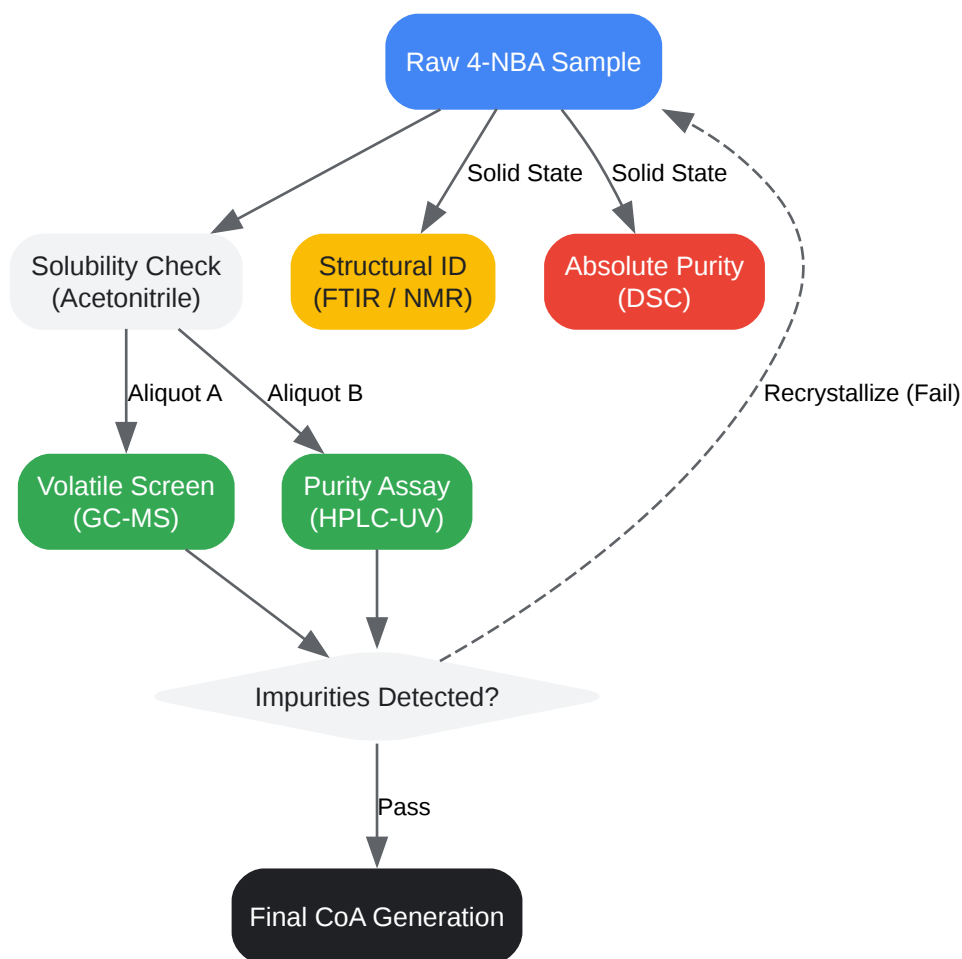 Raw 4-NBA Sample
Solid State
Solid State
Solubility Check
(Acetonitrile)
Structural ID
(FTIR / NMR)
Absolute Purity
(DSC)
Aliquot A
Aliquot B
Recrystallize (Fail)
Volatile Screen
(GC-MS)
Purity Assay
(HPLC-UV)
Impurities Detected?
Pass
Final CoA Generation